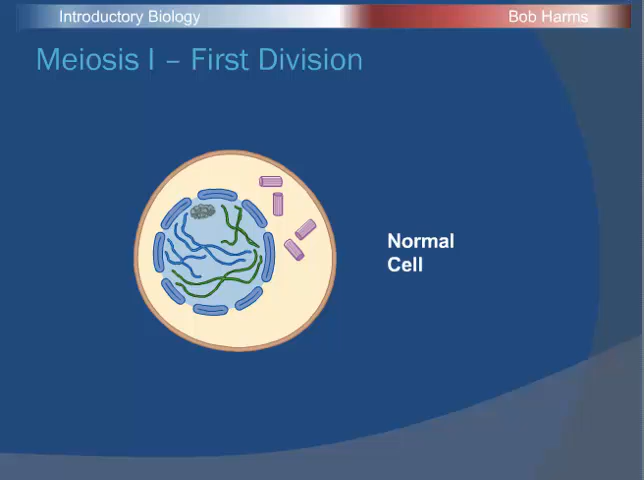 Introductory Biology
Bob Harms
Meiosis I – First Division
Normal
Cell